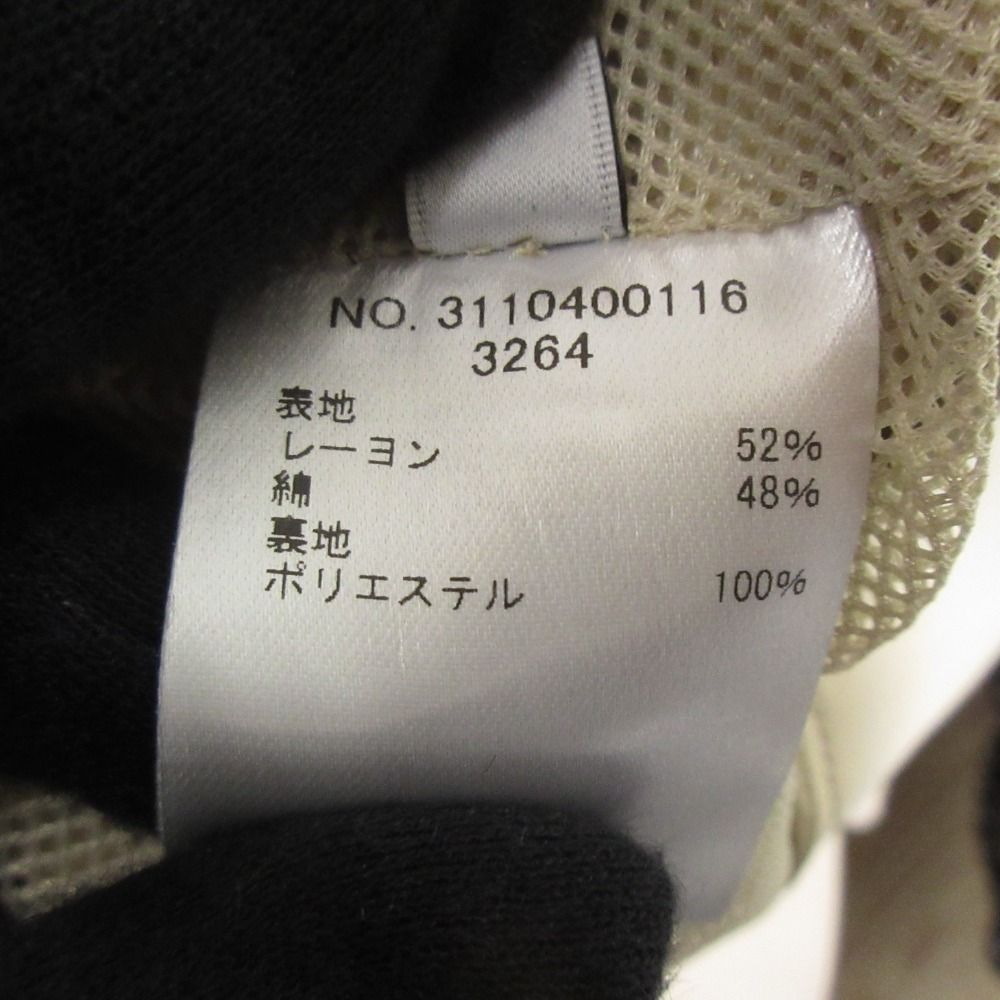 NO. 3110400116
3264
表地
レーヨン 52%
綿 48%
裏地
ポリエステル 100%